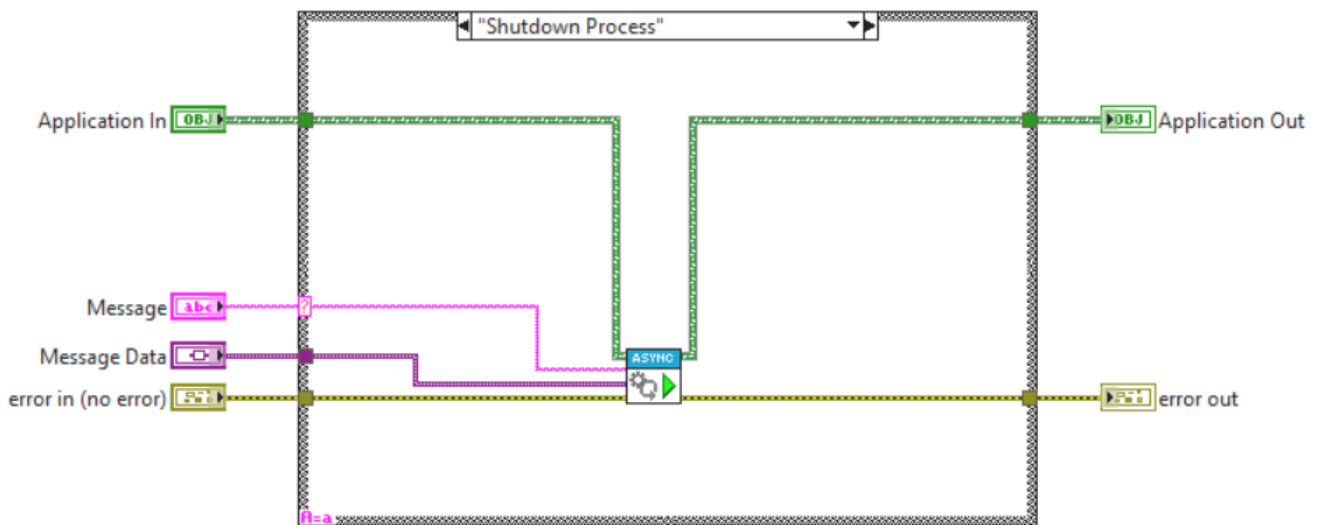 "Shutdown Process"
Application In
OBJ
OBJ
Application Out
Message
abc
?
Message Data
ASYNC
error in (no error)
error out
A=a